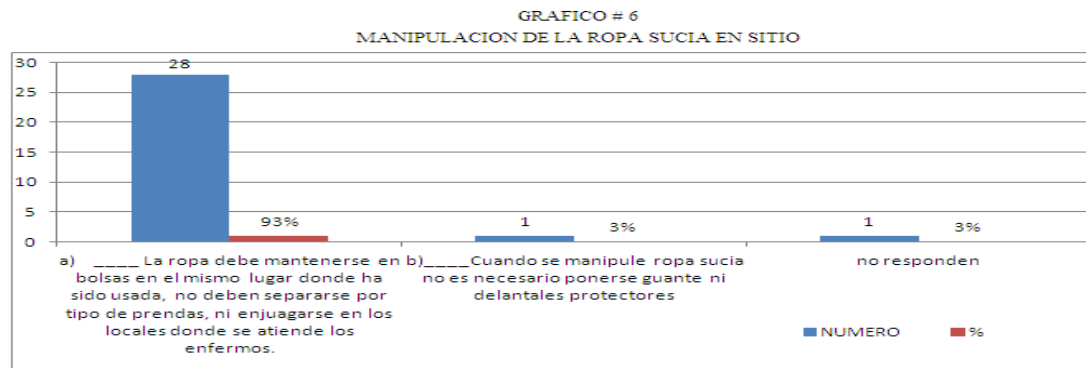 GRAFICO # 6
MANIPULACION DE LA ROPA SUCIA EN SITIO
30
25
20
15
10
5
0
28
93%
1
3%
1
3%
a) ____ La ropa debe mantenerse en
bolsas en el mismo lugar donde ha
sido usada, no deben separarse por
tipo de prendas, ni enjuagarse en los
locales donde se atiende los
enfermos.
b)____Cuando se manipule ropa sucia
no es necesario ponerse guante ni
delantales protectores
no responden
NUMERO
%